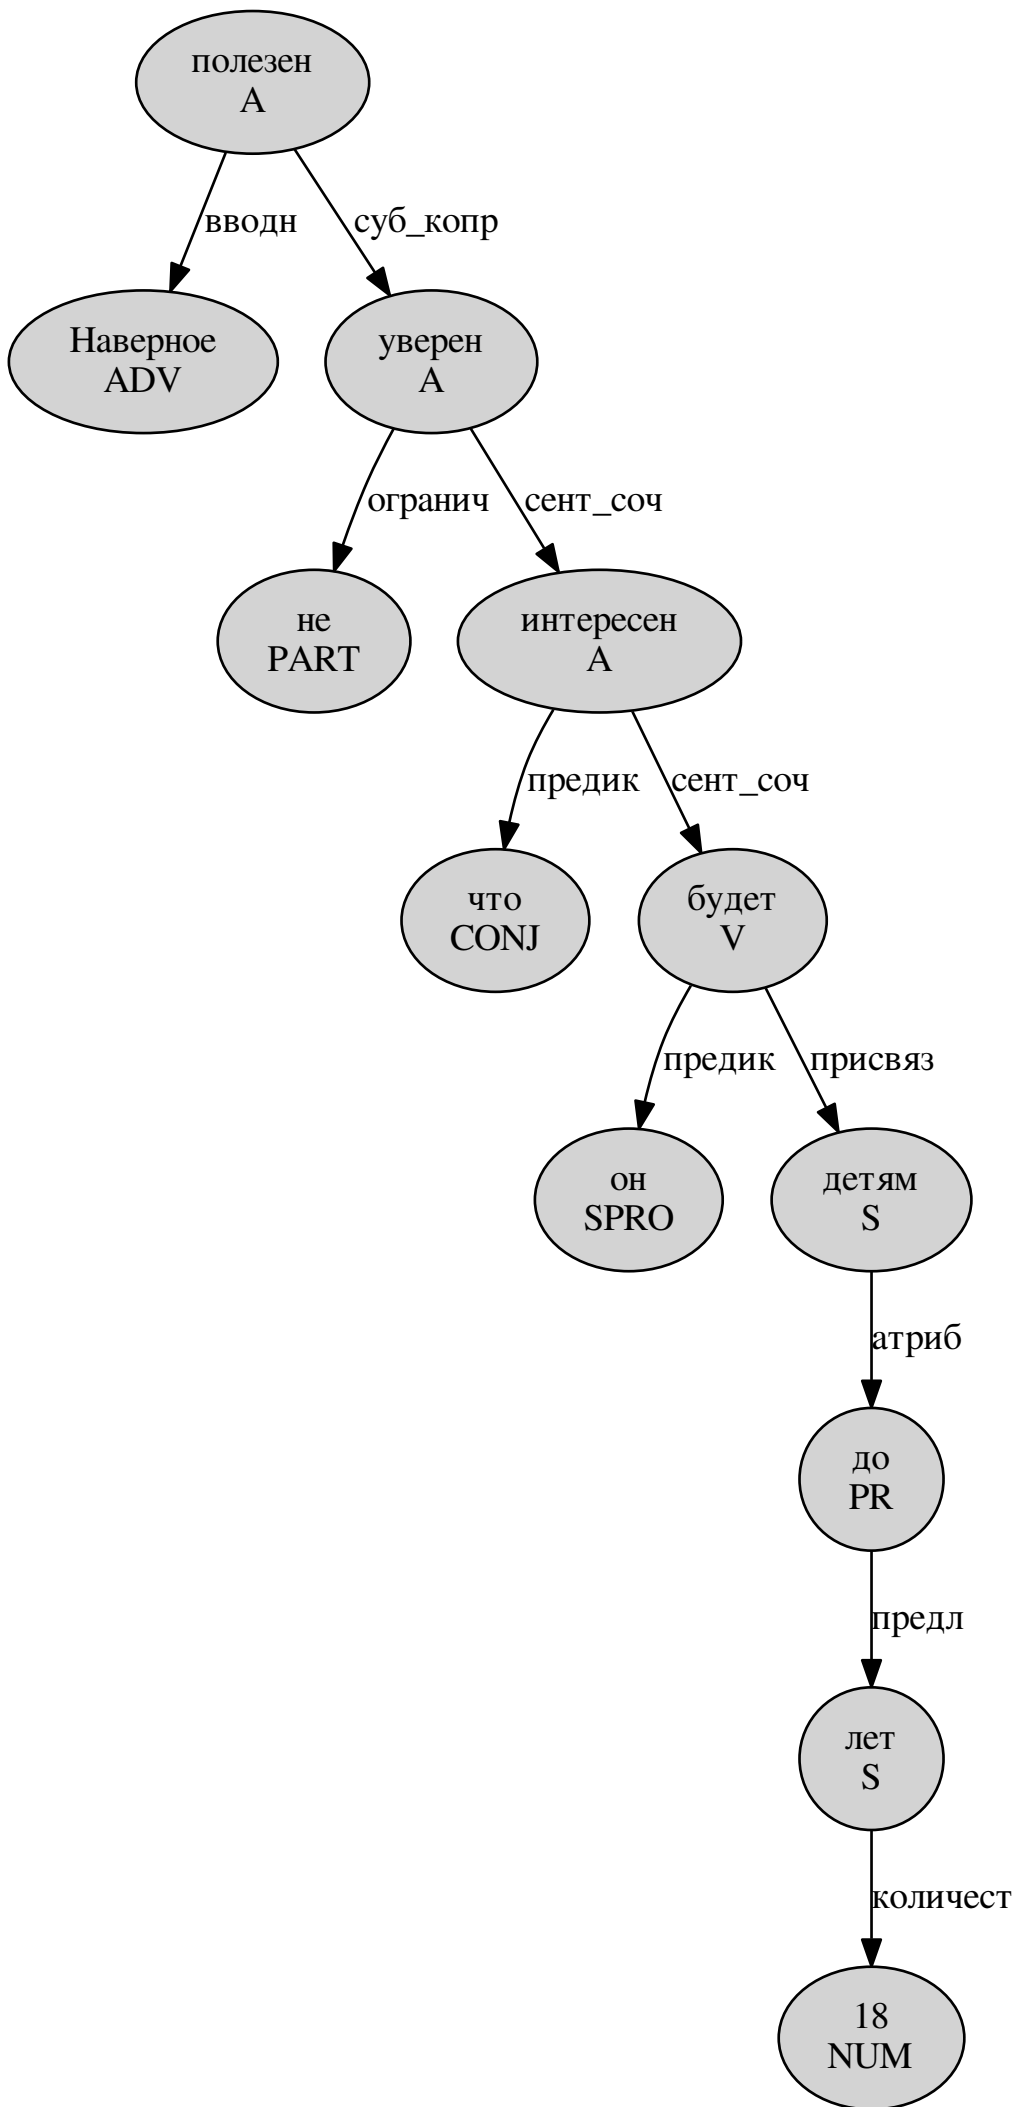 полезен
A
вводн
суб_копр
Наверное
ADV
уверен
A
огранич
сент_соч
не
PART
интересен
A
предик
сент_соч
что
CONJ
будет
V
предик
присвяз
он
SPRO
детям
S
атриб
до
PR
предл
лет
S
количест
18
NUM